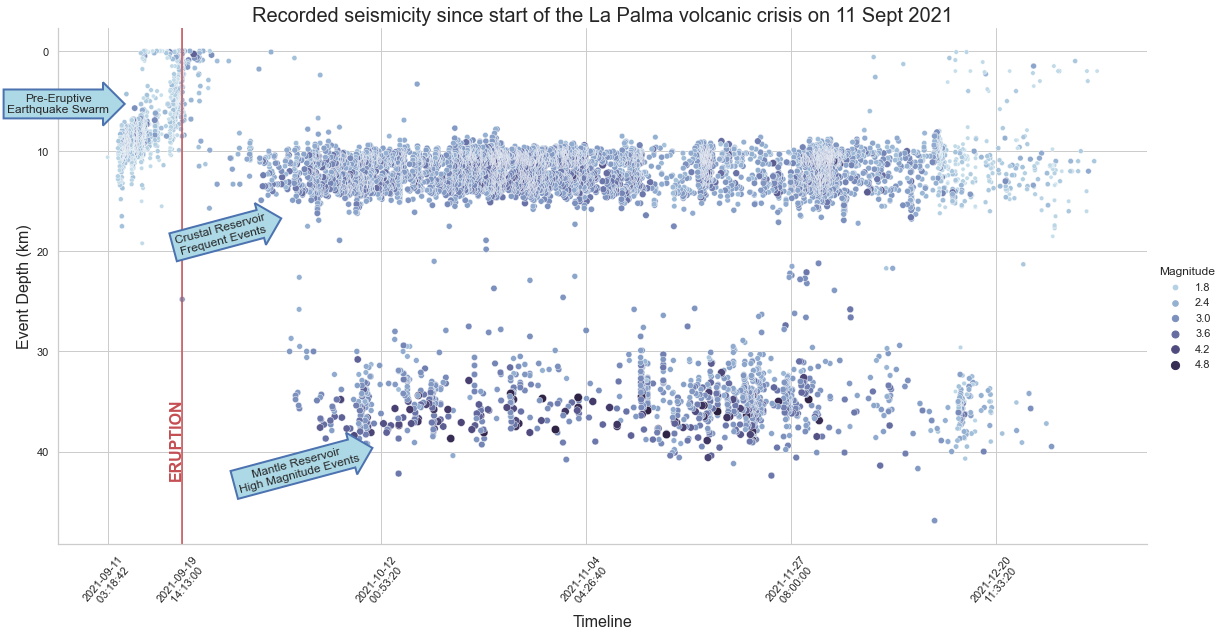 Recorded seismicity since start of the La Palma volcanic crisis on 11 Sept 2021
0
10
20
30
40
Event Depth (km)
Pre-Eruptive
Earthquake Swarm
Crustal Reservoir
Frequent Events
Mantle Reservoir
High Magnitude Events
ERUPTION
Magnitude
1.8
2.4
3.0
3.6
4.2
4.8
2021-09-11
03:18:42
2021-09-19
14:13:00
2021-10-12
00:53:20
2021-11-04
04:26:40
2021-11-27
08:00:00
2021-12-20
11:33:20
Timeline